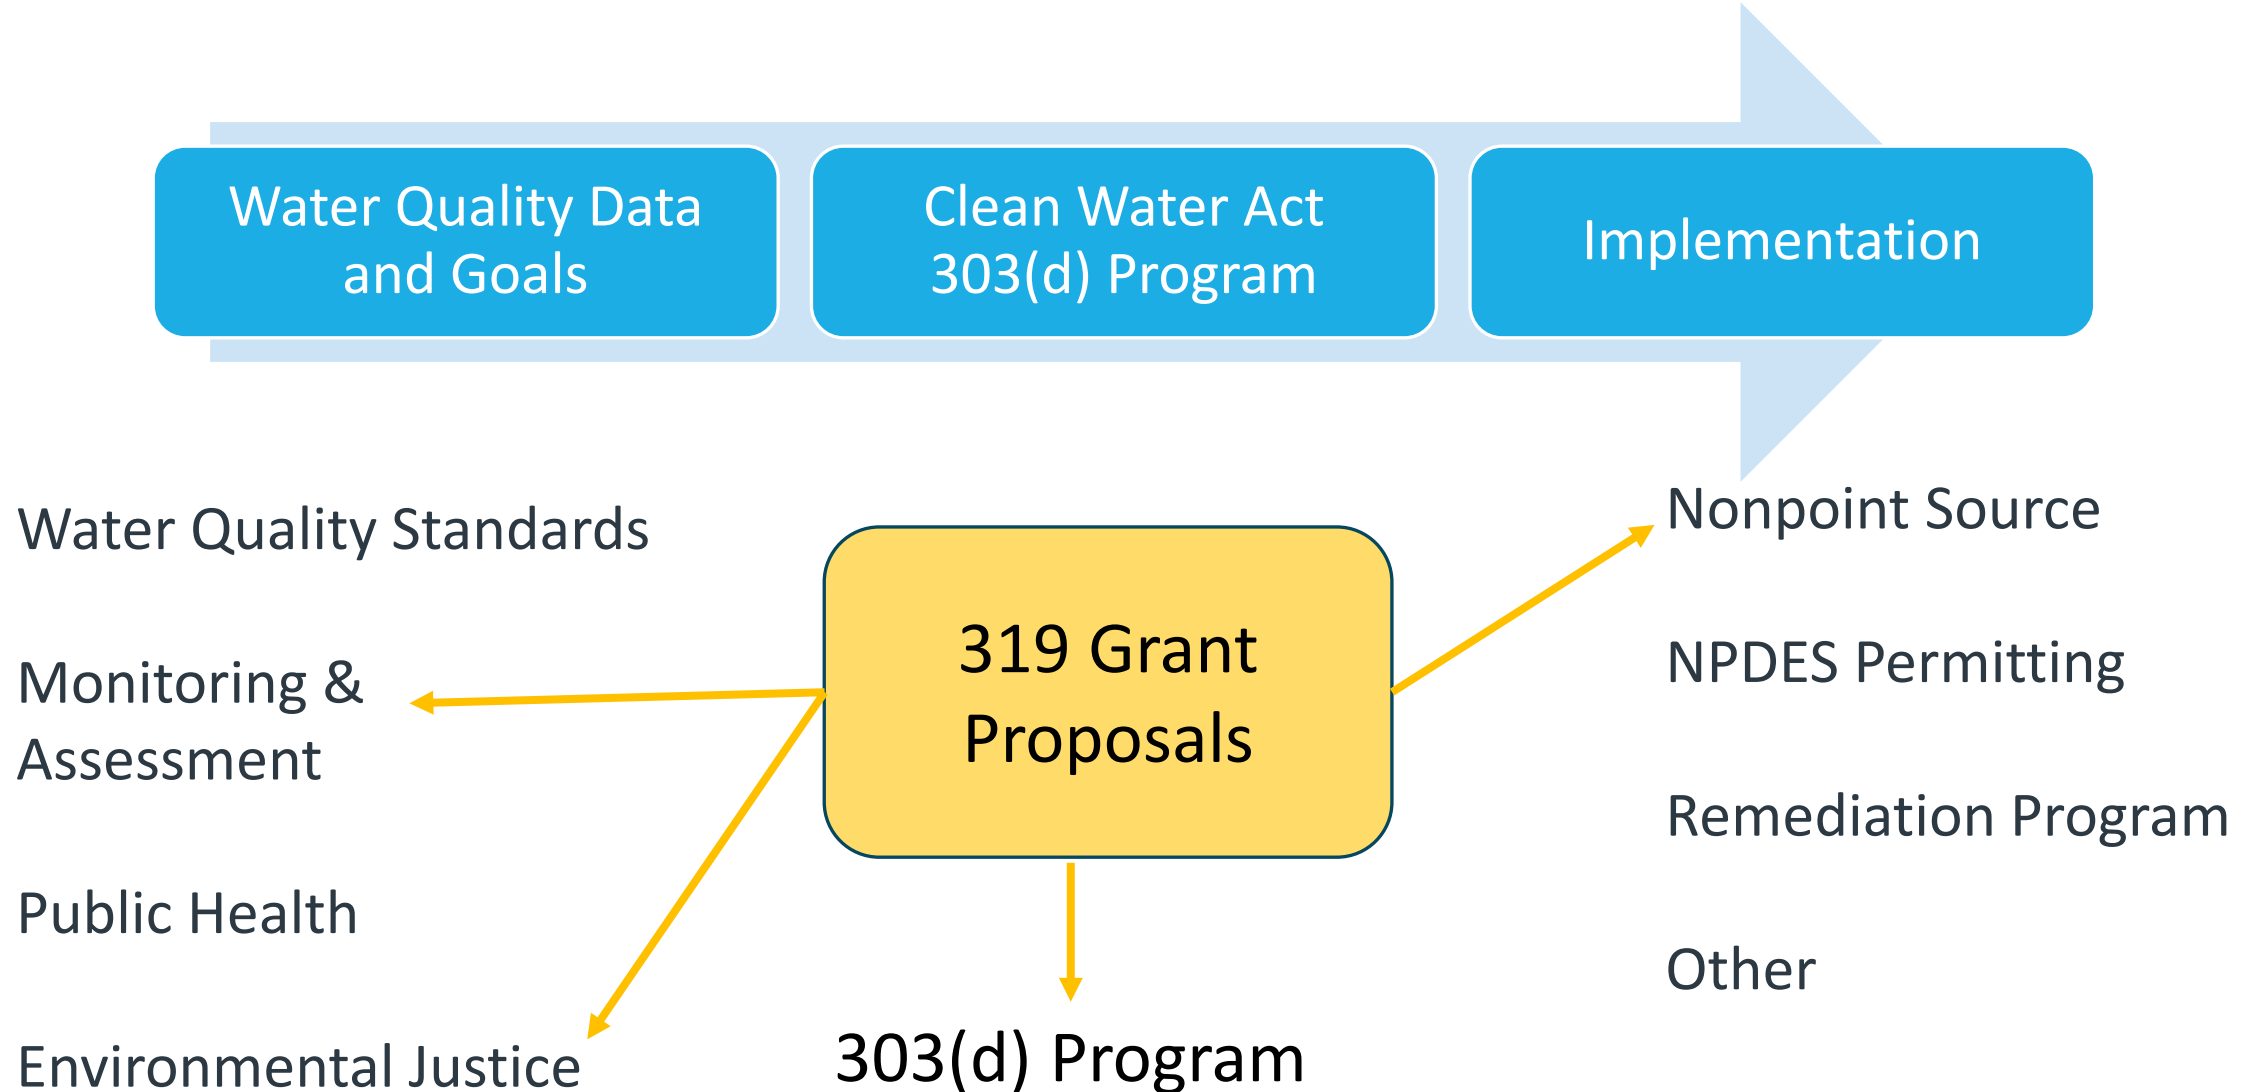 Water Quality Data
and Goals
Clean Water Act
303(d) Program
Implementation
Water Quality Standards
Monitoring &
Assessment
Public Health
Environmental Justice
319 Grant
Proposals
303(d) Program
Nonpoint Source
NPDES Permitting
Remediation Program
Other